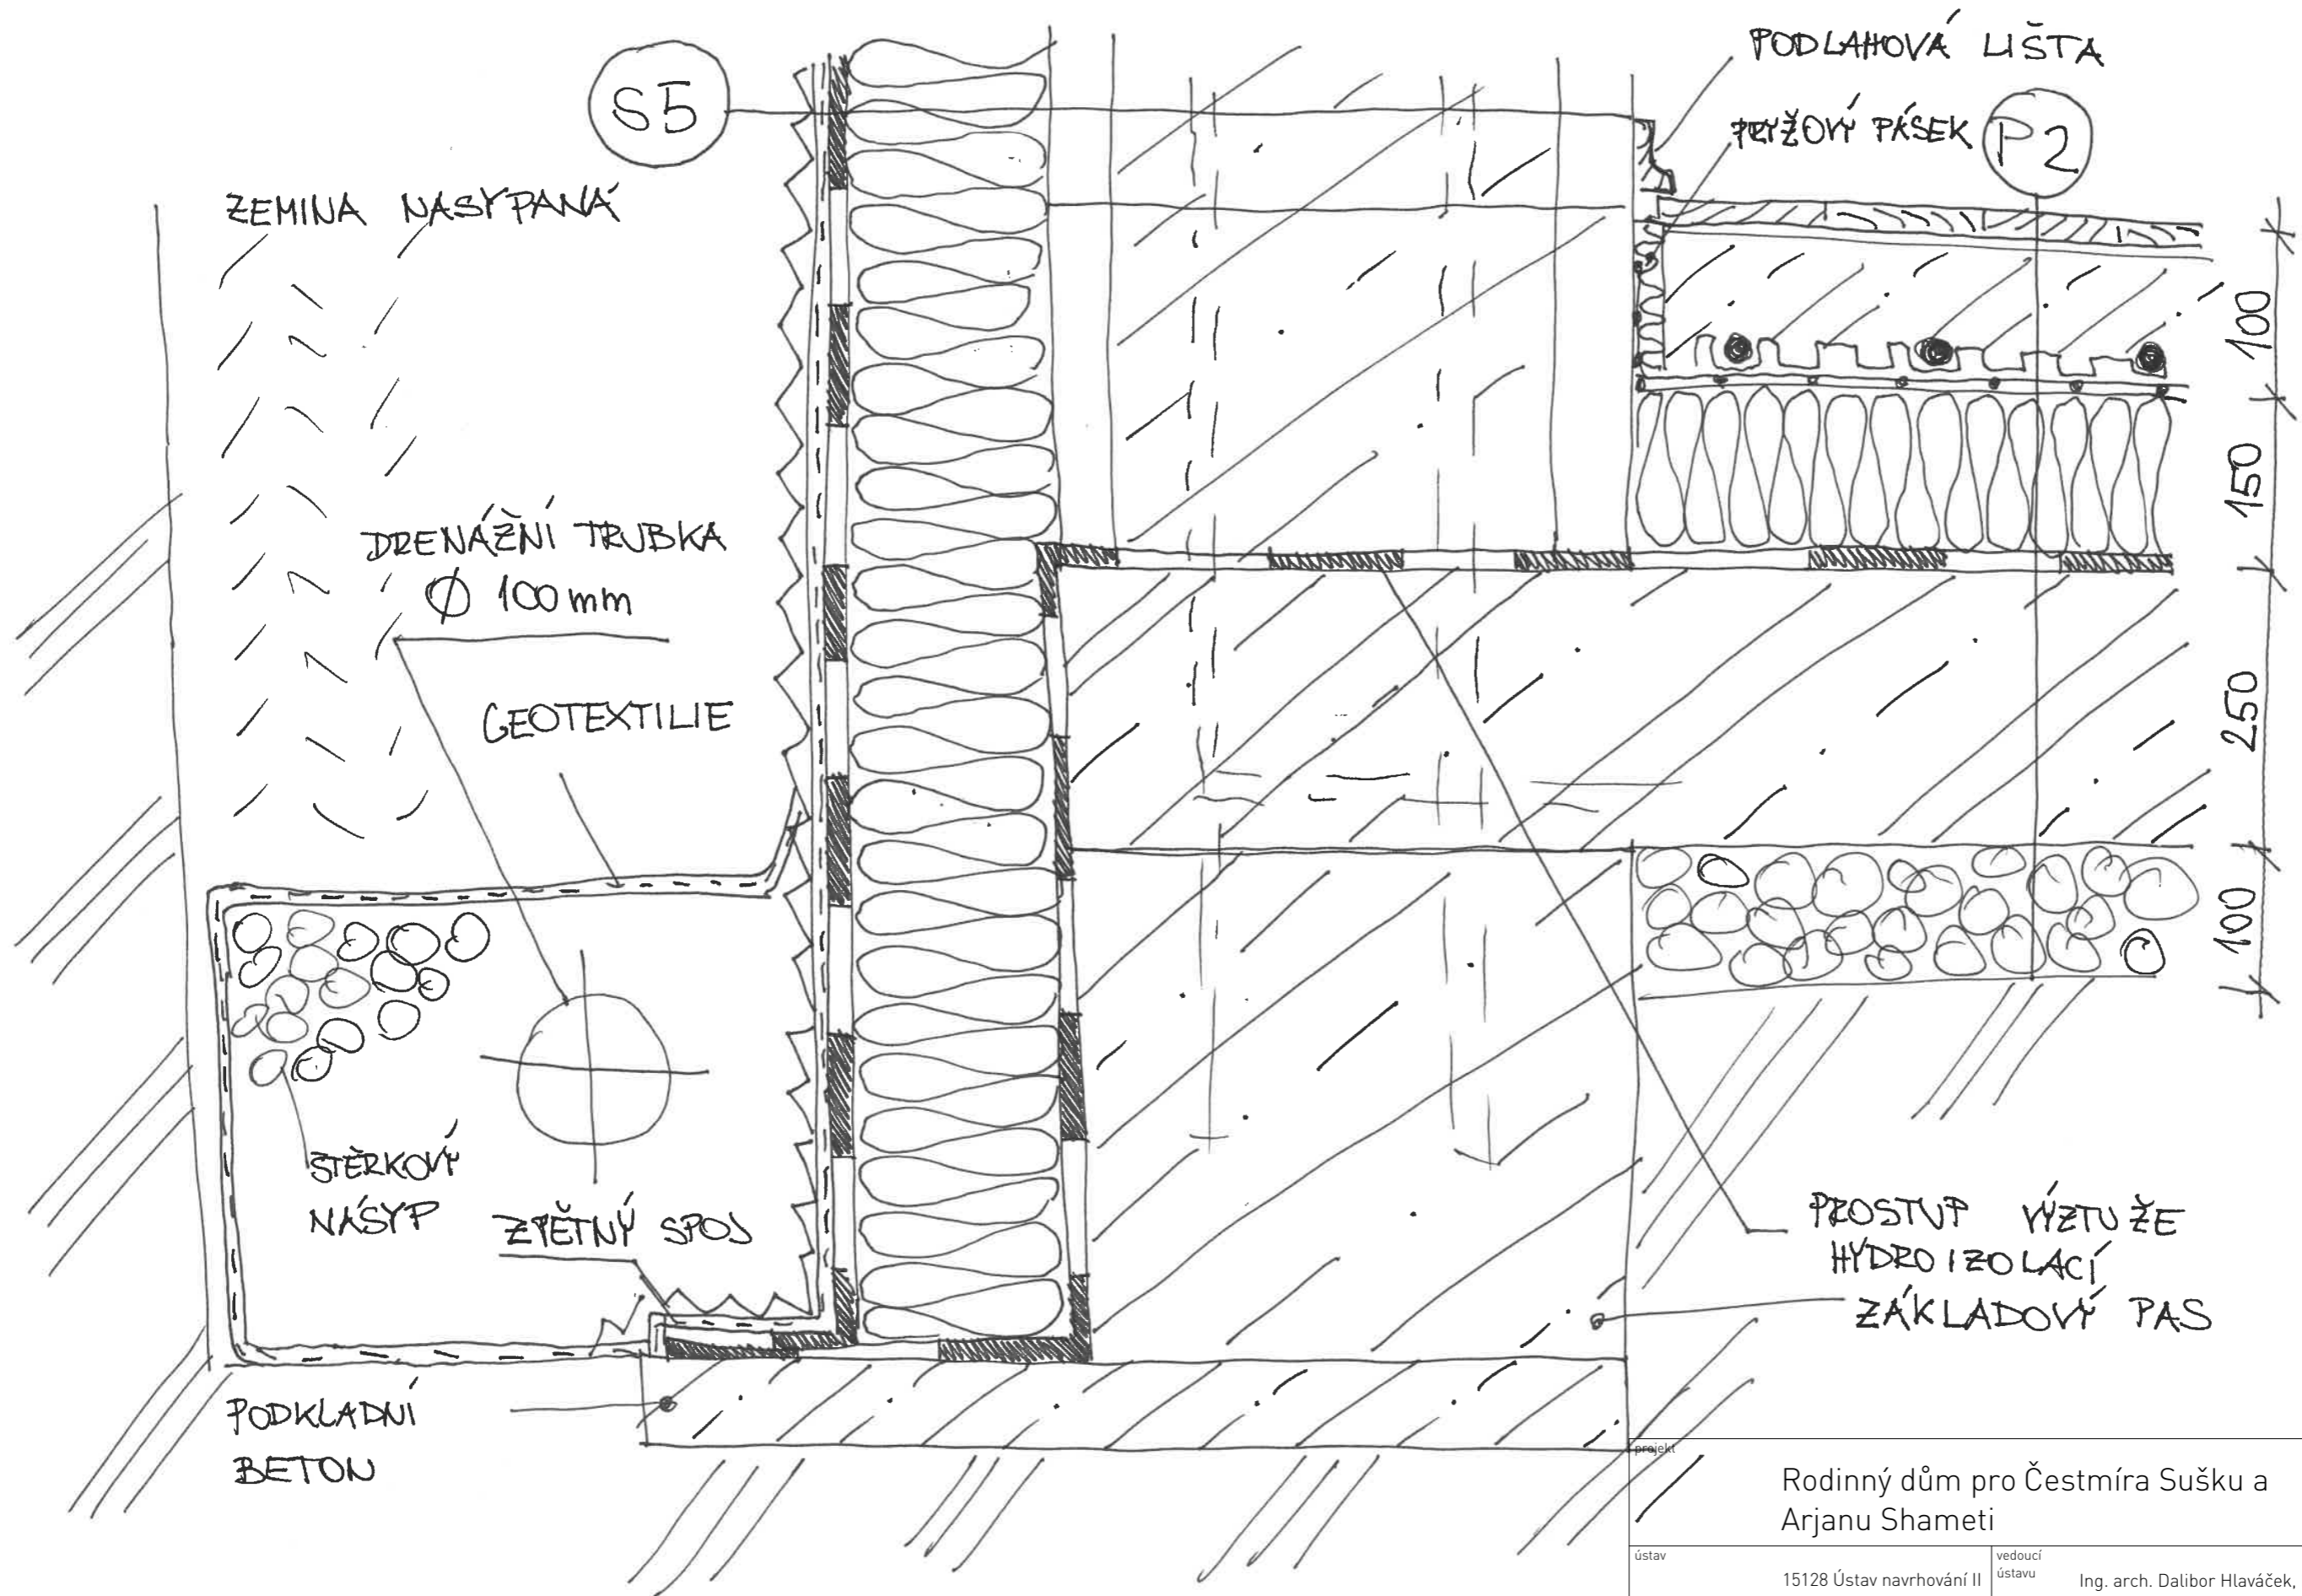 S5
PODLAHOVÁ LIŠTA
PRYŽOVÝ PÁSEK
P2
ZEMINA NASYPANÁ
DRENÁŽNÍ TRUBKA
Ø 100mm
GEOTEXTILIE
100
150
250
100
ŠTĚRKOVÝ
NÁSYP
ZPĚTNÝ SPOJ
PROSTUP VÝZTUŽE
HYDROIZOLACÍ
ZÁKLADOVÝ PAS
PODKLADNÍ
BETON
projekt
Rodinný dům pro Čestmíra Sušku a
Arjanu Shameti
ústav
15128 Ústav navrhování II
vedoucí
ústavu
Ing. arch. Dalibor Hlaváček,